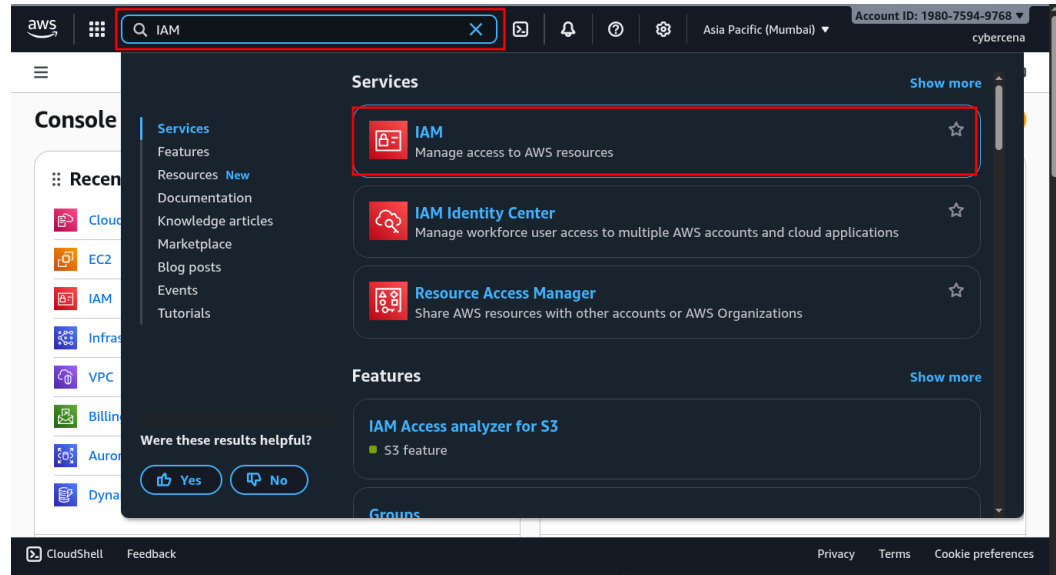 aws
IAM
Asia Pacific (Mumbai) ▼
Account ID: 1980-7594-9768 ▼
cybercena
Console
Recen
Cloud
EC2
IAM
Infras
VPC
Billin
Auror
Dyna
Services
Features
Resources New
Documentation
Knowledge articles
Marketplace
Blog posts
Events
Tutorials
Were these results helpful?
Yes
No
Services
Show more
IAM
Manage access to AWS resources
IAM Identity Center
Manage workforce user access to multiple AWS accounts and cloud applications
Resource Access Manager
Share AWS resources with other accounts or AWS Organizations
Features
Show more
IAM Access analyzer for S3
S3 feature
Groups
CloudShell
Feedback
Privacy
Terms
Cookie preferences